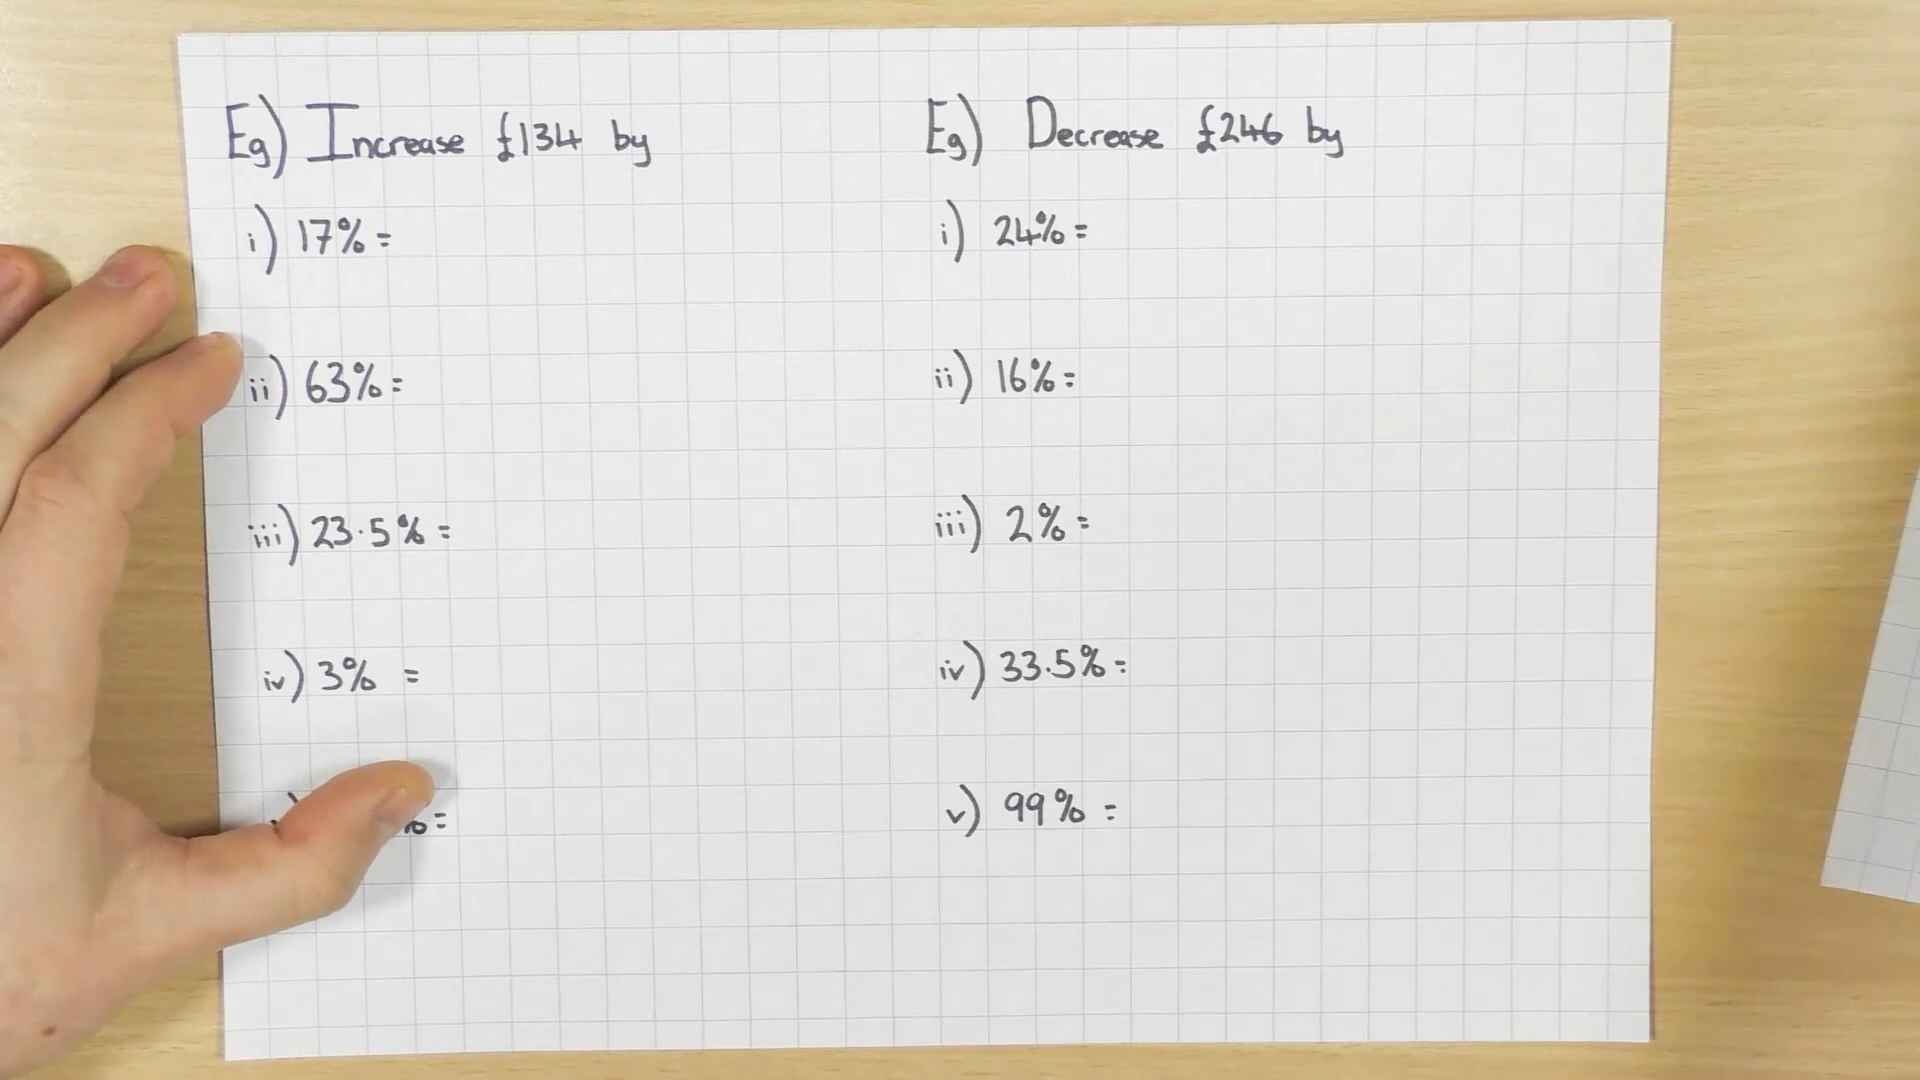 Eg) Increase £134 by
i) 17% =
ii) 63% =
iii) 23.5% =
iv) 3% =
% =
Eg) Decrease £246 by
i) 24% =
ii) 16% =
iii) 2% =
iv) 33.5% =
v) 99% =